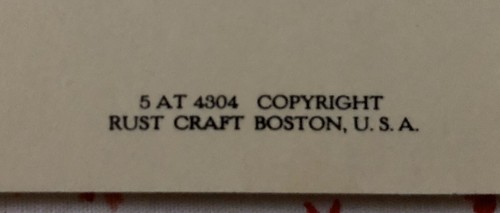 5 AT 4304 COPYRIGHT
RUST CRAFT BOSTON, U. S. A.